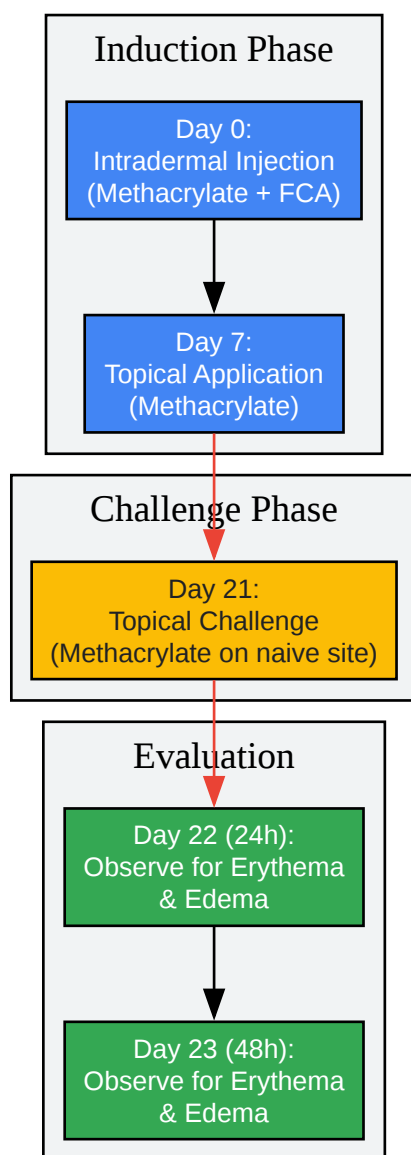 Induction Phase
Day 0:
Intradermal Injection
(Methacrylate + FCA)
Day 7:
Topical Application
(Methacrylate)
Challenge Phase
Day 21:
Topical Challenge
(Methacrylate on naive site)
Evaluation
Day 22 (24h):
Observe for Erythema
& Edema
Day 23 (48h):
Observe for Erythema
& Edema